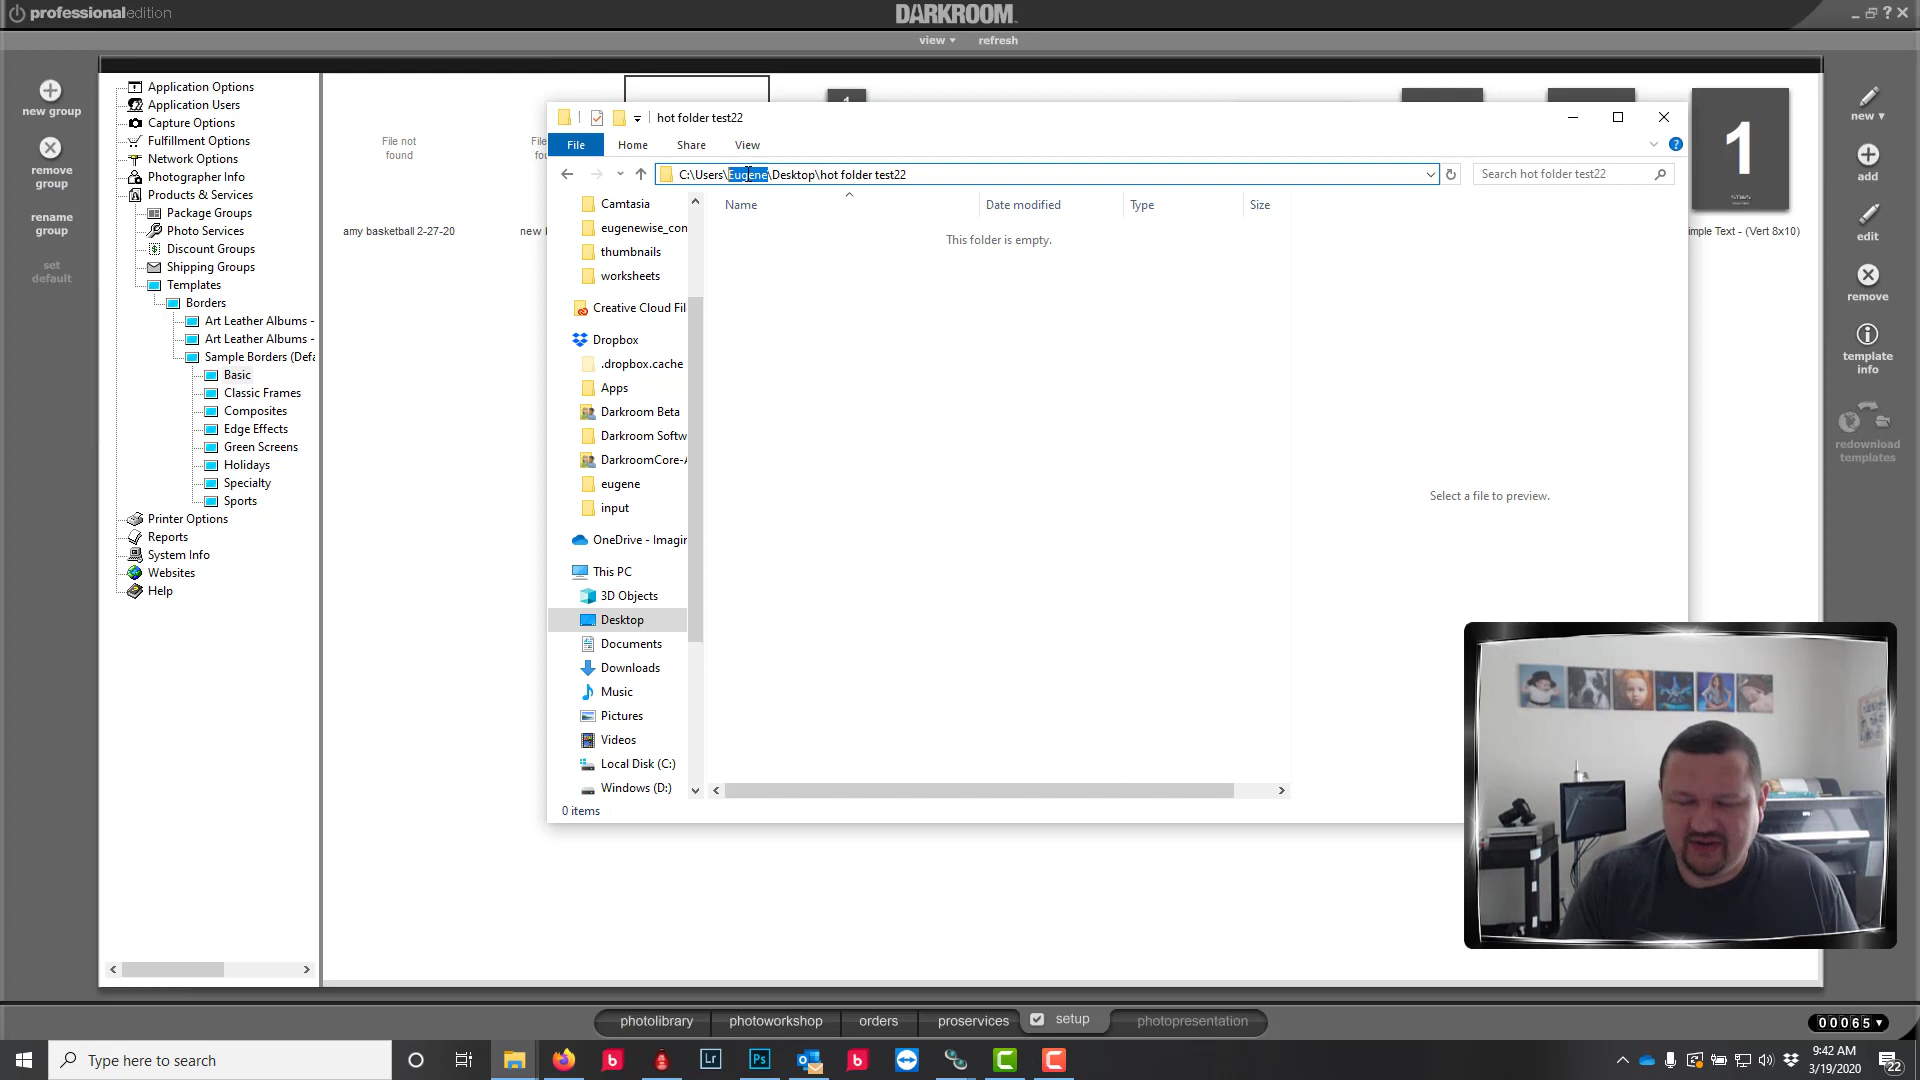 professionaledition
DARKROOM
view
refresh
new group
remove group
rename group
set default
Application Options
Application Users
Capture Options
Fulfillment Options
Network Options
Photographer Info
Products & Services
Package Groups
Photo Services
Discount Groups
Shipping Groups
Templates
Borders
Art Leather Albums -
Art Leather Albums -
Sample Borders (Defa
Basic
Classic Frames
Composites
Edge Effects
Green Screens
Holidays
Specialty
Sports
Printer Options
Reports
System Info
Websites
Help
File not found
amy basketball 2-27-20
1
hot folder test22
File
Home
Share
View
C:\Users\Eugene\Desktop\hot folder test22
Search hot folder test22
Camtasia
eugenewise_con
thumbnails
worksheets
Creative Cloud Fil
Dropbox
.dropbox.cache
Apps
Darkroom Beta
Darkroom Softw
DarkroomCore-A
eugene
input
OneDrive - Imagin
This PC
3D Objects
Desktop
Documents
Downloads
Music
Pictures
Videos
Local Disk (C:)
Windows (D:)
Name
Date modified
Type
Size
This folder is empty.
Select a file to preview.
0 items
1
imple Text - (Vert 8x10)
new
add
edit
remove
template info
redownload templates
photolibrary
photoworkshop
orders
proservices
setup
photopresentation
00065
Type here to search
Lr
Ps
9:42 AM
3/19/2020
22